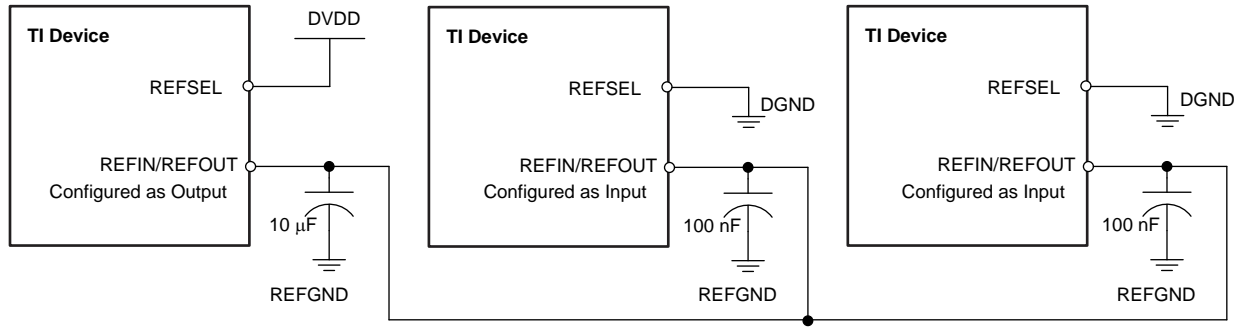 TI Device
DVDD
REFSEL
REFIN/REFOUT
Configured as Output
10 μF
REFGND
TI Device
REFSEL
DGND
REFIN/REFOUT
Configured as Input
100 nF
REFGND
TI Device
REFSEL
DGND
REFIN/REFOUT
Configured as Input
100 nF
REFGND